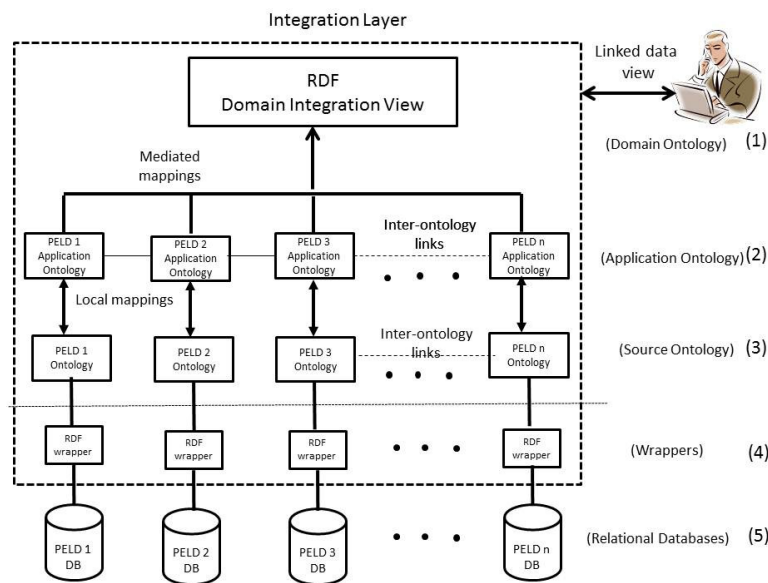 Integration Layer
RDF
Domain Integration View
Linked data
view
(Domain Ontology) (1)
Mediated
mappings
PELD 1
Application
Ontology
PELD 2
Application
Ontology
PELD 3
Application
Ontology
Inter-ontology
links
PELD n
Application
Ontology
(Application Ontology) (2)
Local mappings
PELD 1
Ontology
PELD 2
Ontology
PELD 3
Ontology
Inter-ontology
links
PELD n
Ontology
(Source Ontology) (3)
RDF
wrapper
RDF
wrapper
RDF
wrapper
RDF
wrapper
(Wrappers) (4)
PELD 1
DB
PELD 2
DB
PELD 3
DB
PELD n
DB
(Relational Databases) (5)